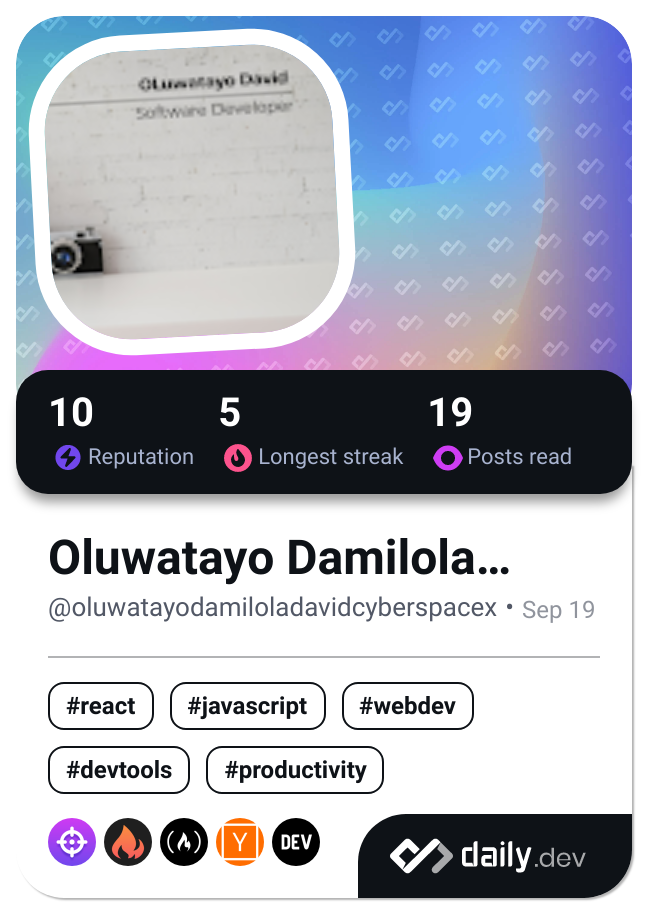 OLuwatayo David
Software Developer
10
5
19
Reputation
Longest streak
Posts read
Oluwatayo Damilola…
@oluwatayodamiloladavidcyberspacex • Sep 19
#react
#javascript
#webdev
#devtools
#productivity
Y
DEV
daily.dev